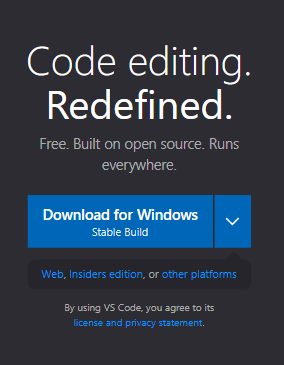 Code editing.
Redefined.
Free. Built on open source. Runs
everywhere.
Download for Windows
Stable Build
Web, Insiders edition, or other platforms
By using VS Code, you agree to its
license and privacy statement.